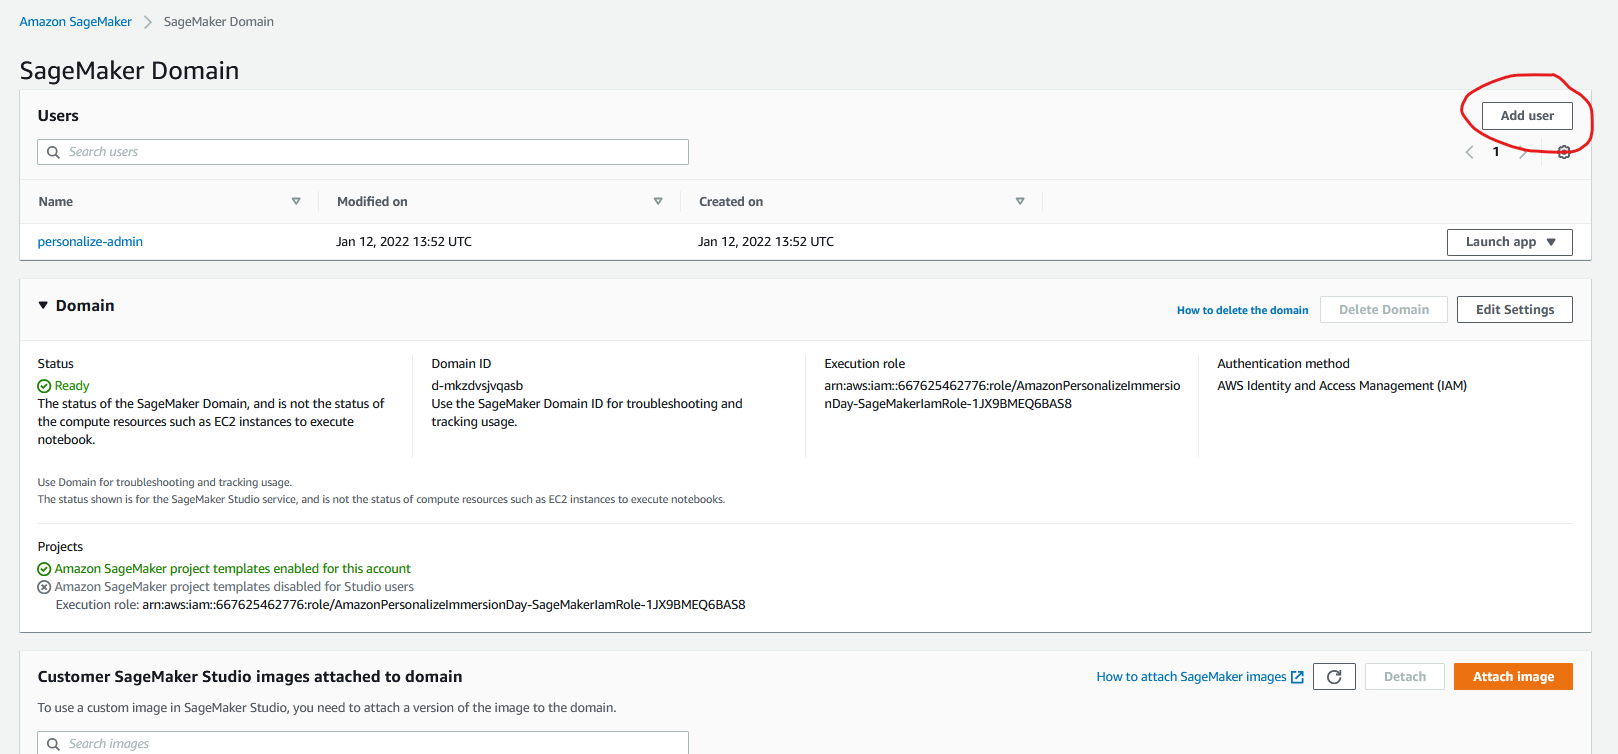 Amazon SageMaker > SageMaker Domain
SageMaker Domain
Users
Add user
Search users
1
Name
Modified on
Created on
personalize-admin
Jan 12, 2022 13:52 UTC
Jan 12, 2022 13:52 UTC
Launch app
Domain
How to delete the domain
Delete Domain
Edit Settings
Status
Ready
The status of the SageMaker Domain, and is not the status of
the compute resources such as EC2 instances to execute
notebook.
Domain ID
d-mkzdvsjvqasb
Use the SageMaker Domain ID for troubleshooting and
tracking usage.
Execution role
arn:aws:iam::667625462776:role/AmazonPersonalizeImmersio
nDay-SageMakerIamRole-1JX9BMEQ6BAS8
Authentication method
AWS Identity and Access Management (IAM)
Use Domain for troubleshooting and tracking usage.
The status shown is for the SageMaker Studio service, and is not the status of compute resources such as EC2 instances to execute notebooks.
Projects
Amazon SageMaker project templates enabled for this account
Amazon SageMaker project templates disabled for Studio users
Execution role: arn:aws:iam::667625462776:role/AmazonPersonalizeImmersionDay-SageMakerIamRole-1JX9BMEQ6BAS8
Customer SageMaker Studio images attached to domain
How to attach SageMaker images
Detach
Attach image
To use a custom image in SageMaker Studio, you need to attach a version of the image to the domain.
Search images